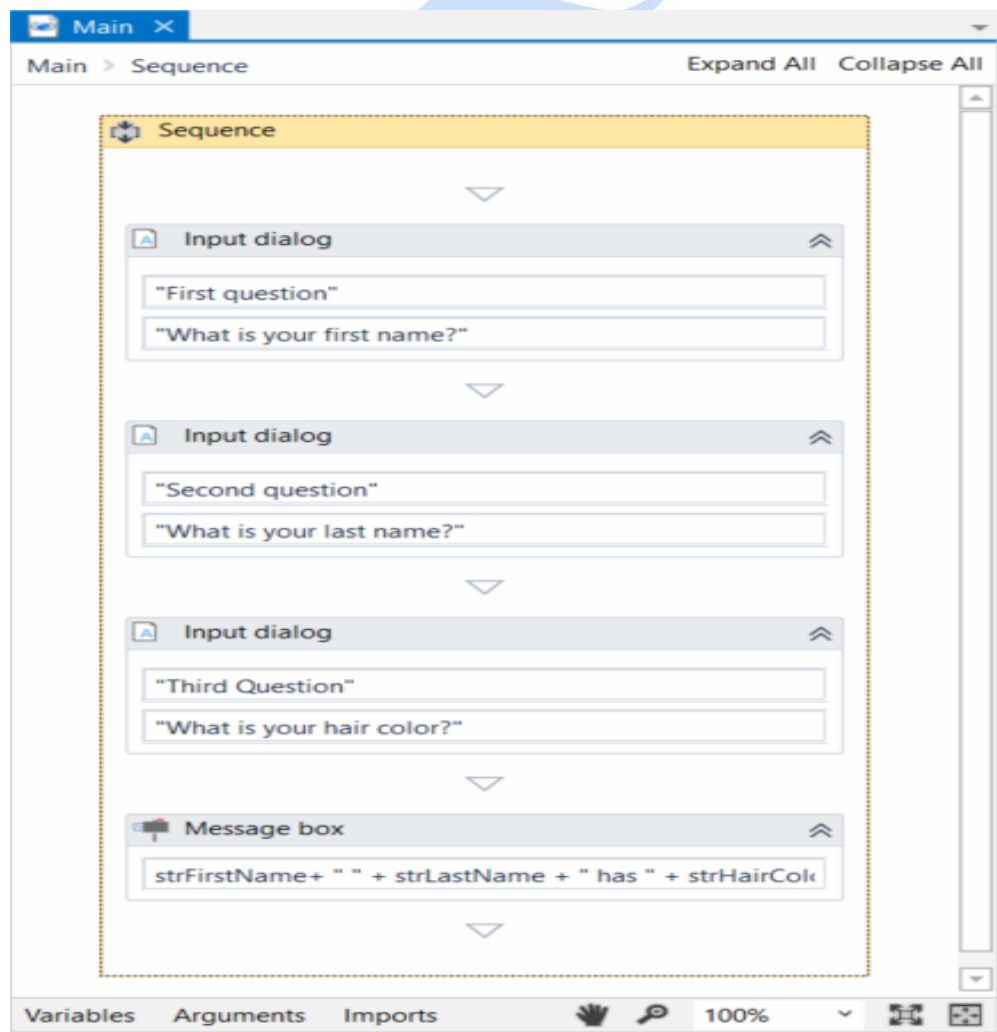 Main
Main > Sequence Expand All Collapse All
Sequence
Input dialog
"First question"
"What is your first name?"
Input dialog
"Second question"
"What is your last name?"
Input dialog
"Third Question"
"What is your hair color?"
Message box
strFirstName+ " " + strLastName + " has " + strHairCol
Variables Arguments Imports 100%